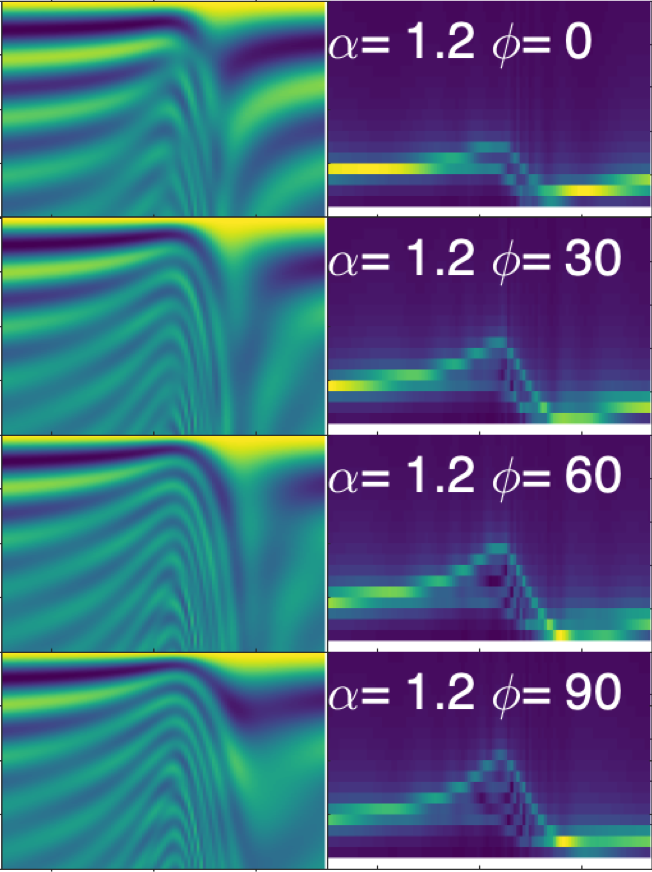 α= 1.2 ϕ= 0
α= 1.2 ϕ= 30
α= 1.2 ϕ= 60
α= 1.2 ϕ= 90